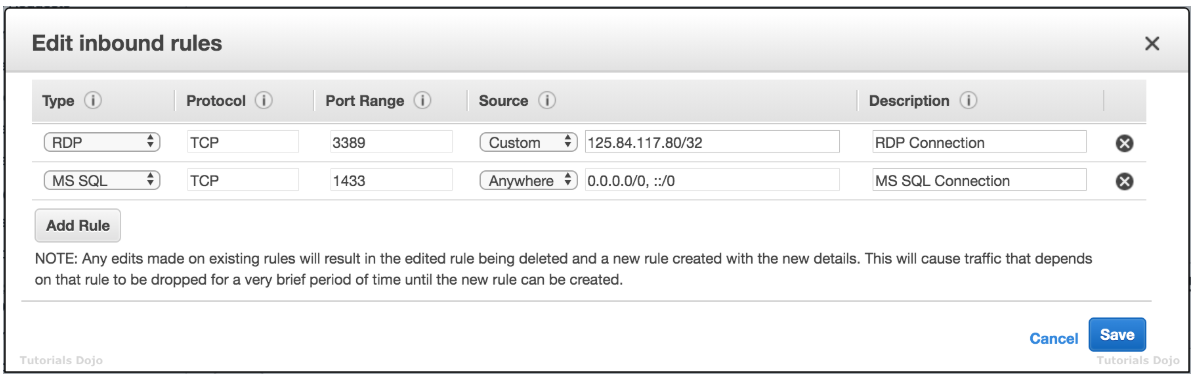 Edit inbound rules
Type Protocol Port Range Source Description
RDP TCP 3389 Custom 125.84.117.80/32 RDP Connection
MS SQL TCP 1433 Anywhere 0.0.0.0/0, ::/0 MS SQL Connection
Add Rule
NOTE: Any edits made on existing rules will result in the edited rule being deleted and a new rule created with the new details. This will cause traffic that depends
on that rule to be dropped for a very brief period of time until the new rule can be created.
Cancel Save
Tutorials Dojo Tutorials Dojo